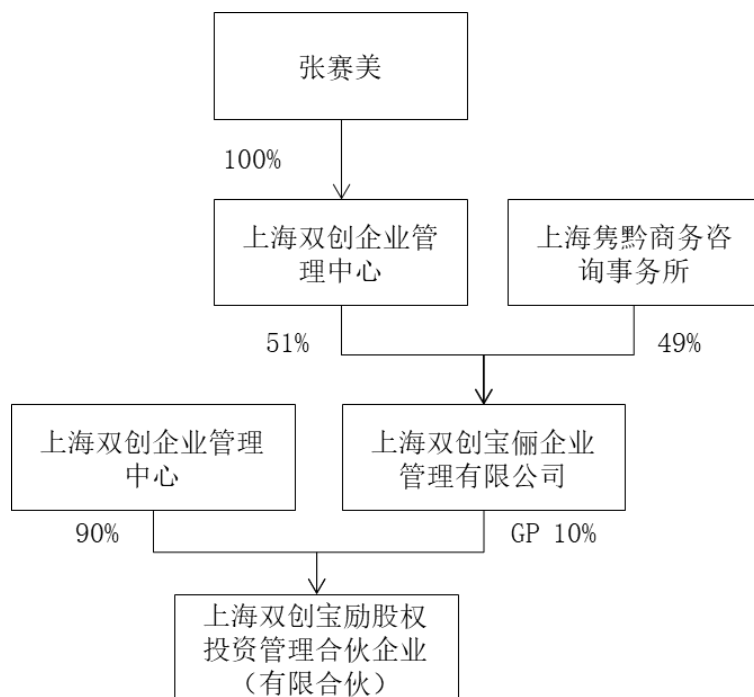 张赛美
100%
上海双创企业管
理中心
上海隽黔商务咨
询事务所
51%
49%
上海双创企业管理
中心
上海双创宝俪企业
管理有限公司
90%
GP 10%
上海双创宝励股权
投资管理合伙企业
（有限合伙）